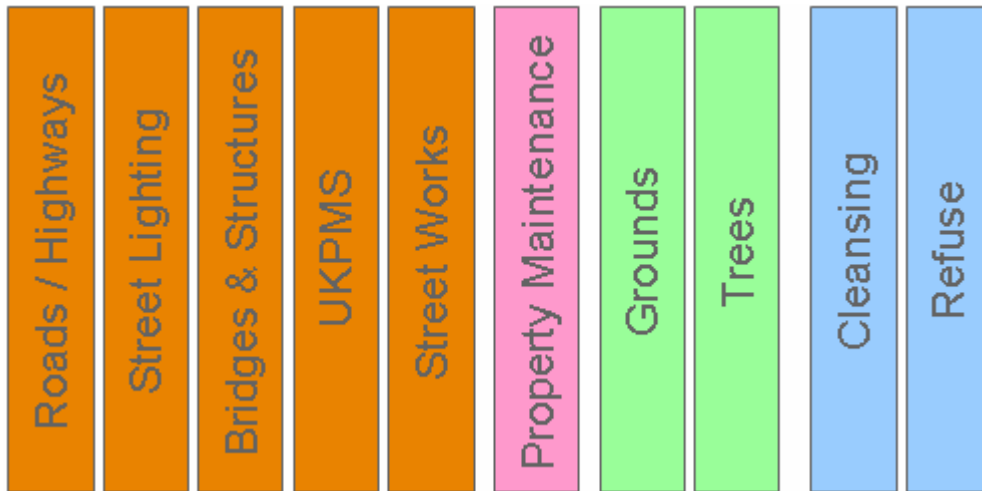 Roads / Highways
Street Lighting
Bridges & Structures
UKPMS
Street Works
Property Maintenance
Grounds
Trees
Cleansing
Refuse